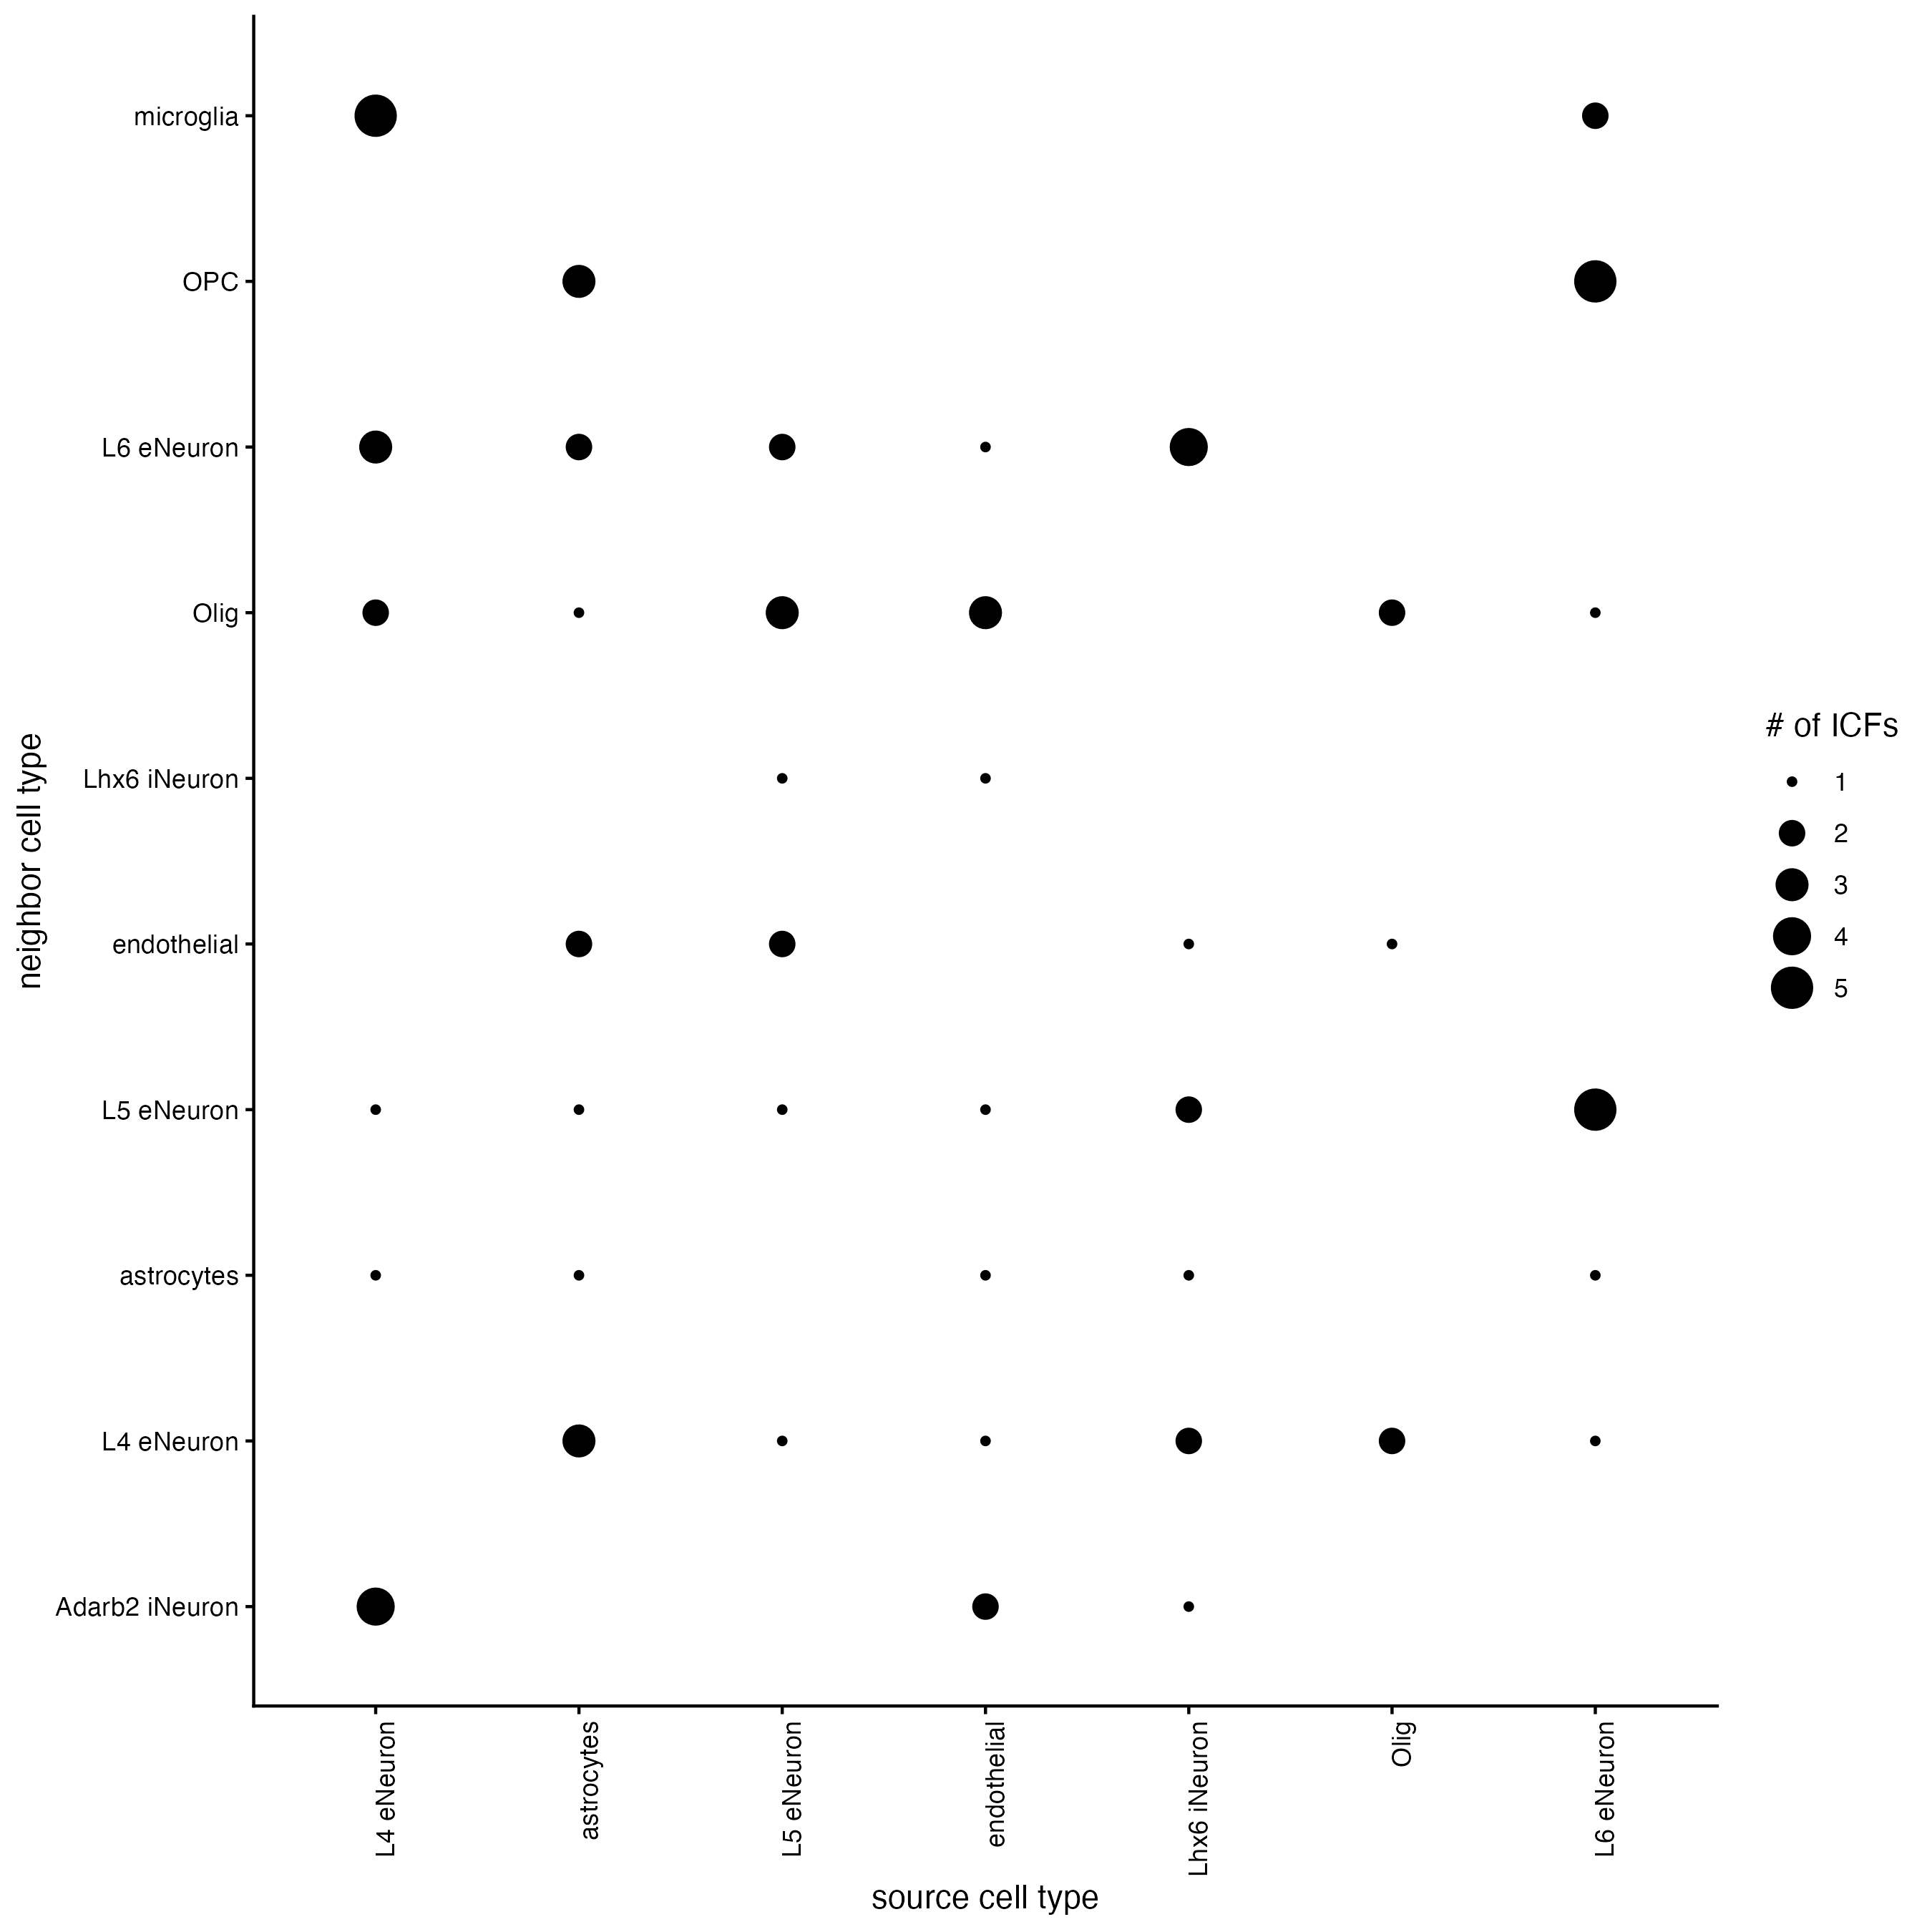 microglia
OPC
L6 eNeuron
Olig
Lhx6 iNeuron
endothelial
L5 eNeuron
astrocytes
L4 eNeuron
Adarb2 iNeuron
neighbor cell type
L4 eNeuron
astrocytes
L5 eNeuron
endothelial
Lhx6 iNeuron
Olig
L6 eNeuron
source cell type
# of ICFs
1
2
3
4
5